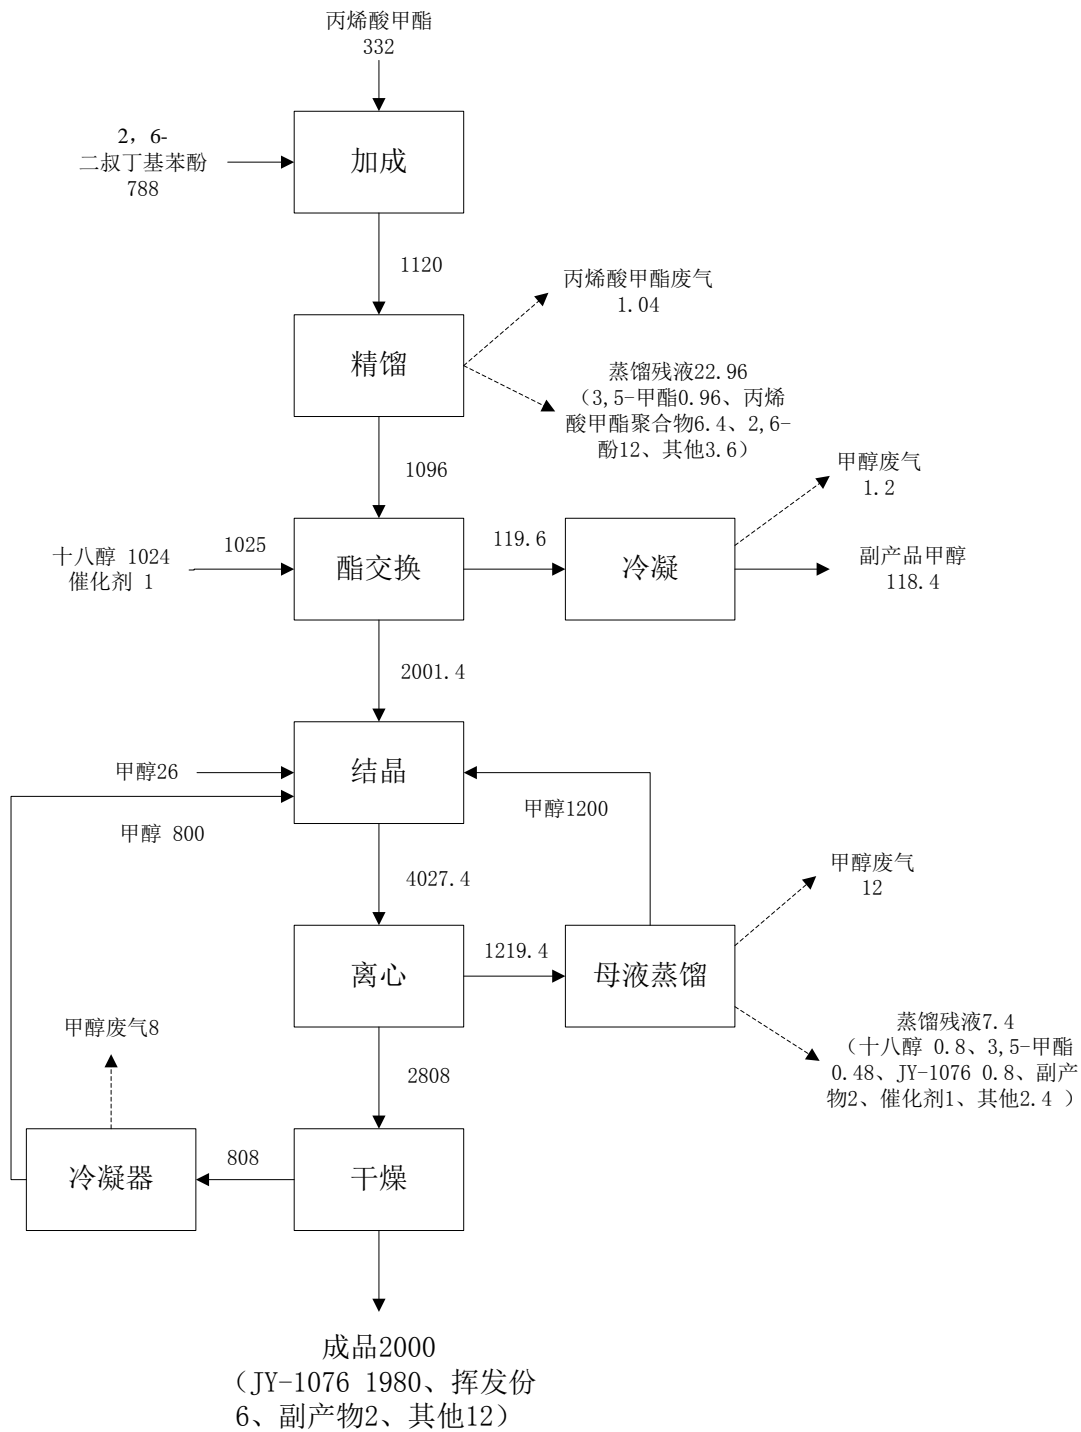 丙烯酸甲酯
332
2, 6-
二叔丁基苯酚
788
加成
1120
丙烯酸甲酯废气
1.04
精馏
蒸馏残液22.96
（3,5-甲酯0.96、丙烯
酸甲酯聚合物6.4、2,6-
酚12、其他3.6）
1096
甲醇废气
1.2
十八醇 1024
催化剂 1
1025
酯交换
119.6
冷凝
副产品甲醇
118.4
2001.4
甲醇26
结晶
甲醇 800
甲醇1200
4027.4
甲醇废气
12
离心
1219.4
母液蒸馏
甲醇废气8
蒸馏残液7.4
（十八醇 0.8、3,5-甲酯
0.48、JY-1076 0.8、副产
物2、催化剂1、其他2.4 ）
2808
冷凝器
808
干燥
成品2000
（JY-1076 1980、挥发份
6、副产物2、其他12）